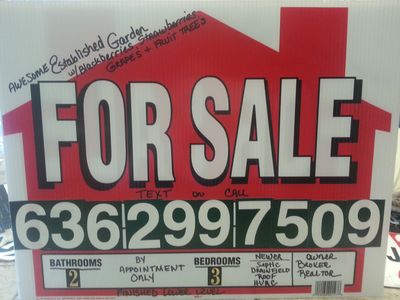 AWESOME Established Garden
w/ Blackberries, Strawberries
GRAPES + FRUIT TREES
FOR SALE
TEXT OR CALL
636 299 7509
BATHROOMS
2
BY
APPOINTMENT
ONLY
BEDROOMS
3
NEWER
SEPTIC
DRAINFIELD
ROOF
HVAC
OWNER
BROKER
REALTOR
FINISHED LOWER LEVEL